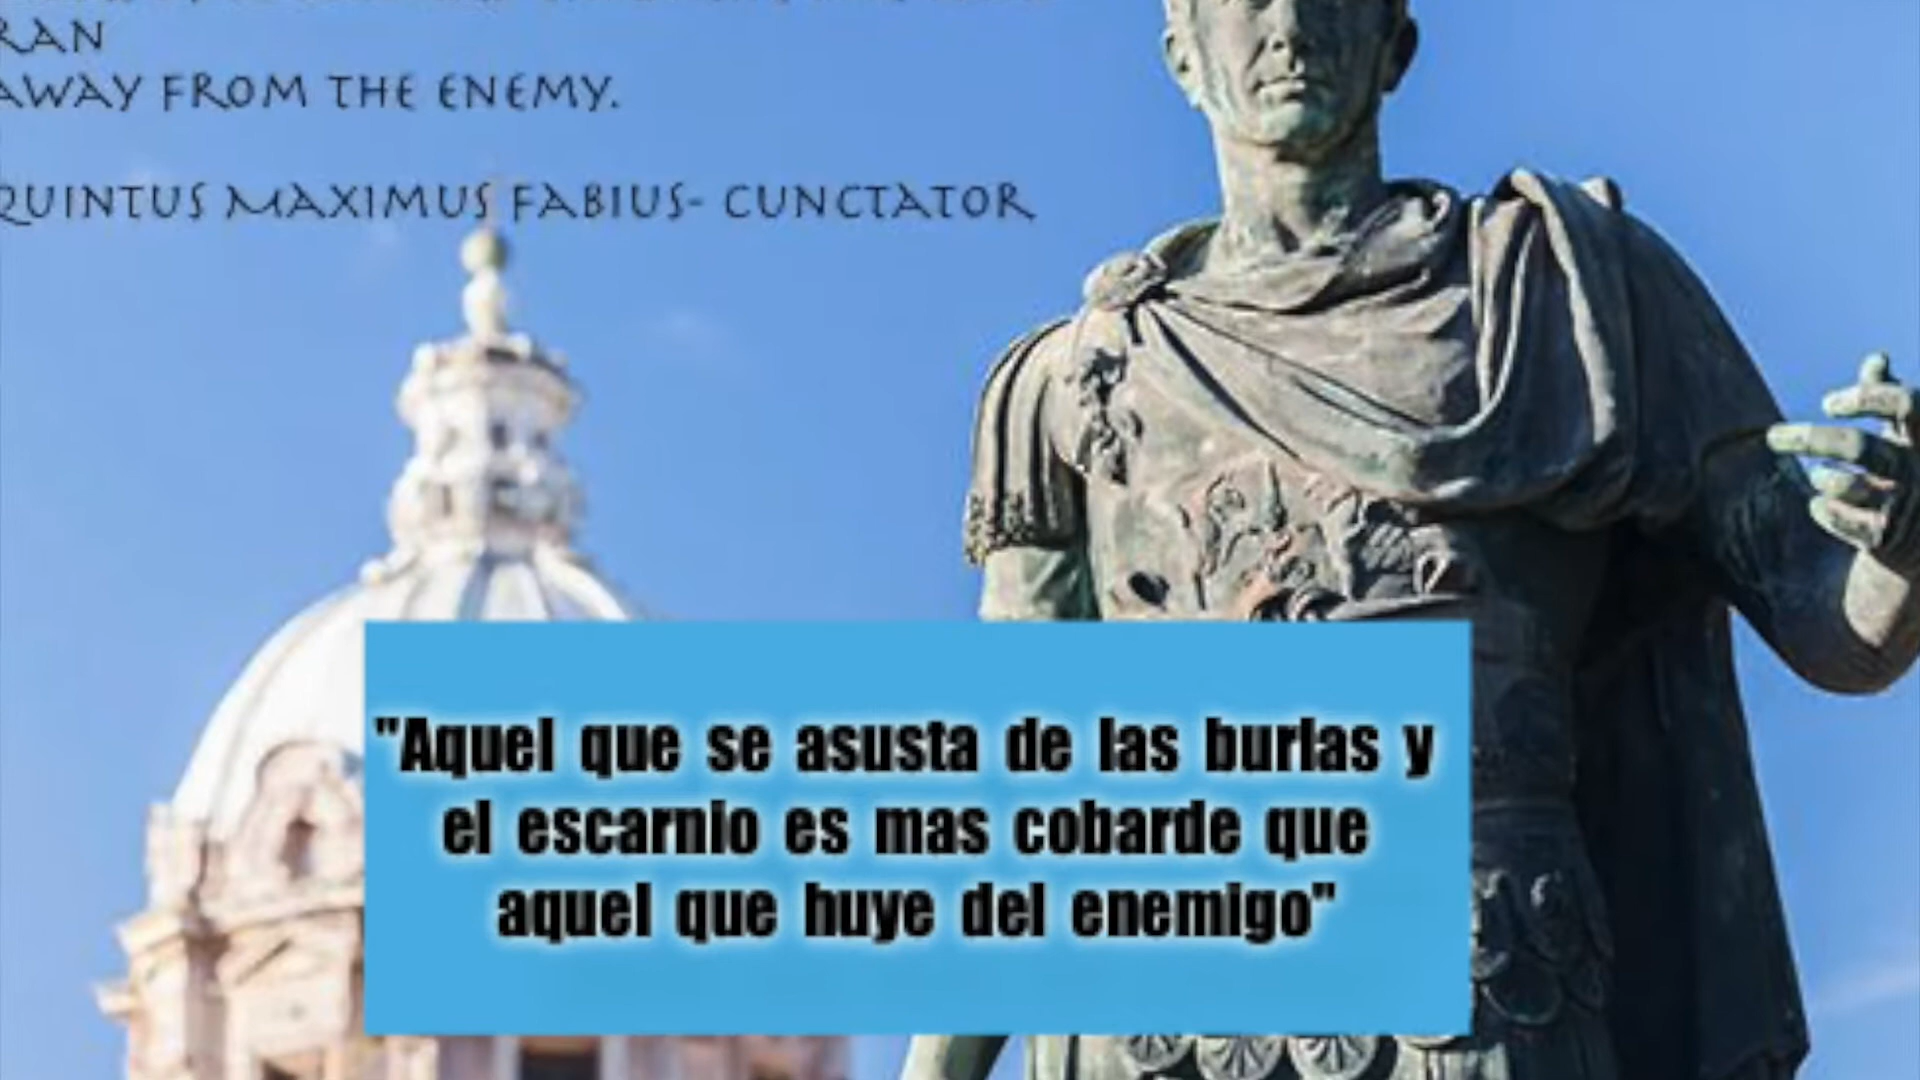 RAN
AWAY FROM THE ENEMY.
QUINTUS MAXIMUS FABIUS- CUNCTATOR
"Aquel que se asusta de las burlas y
el escarnio es mas cobarde que
aquel que huye del enemigo"